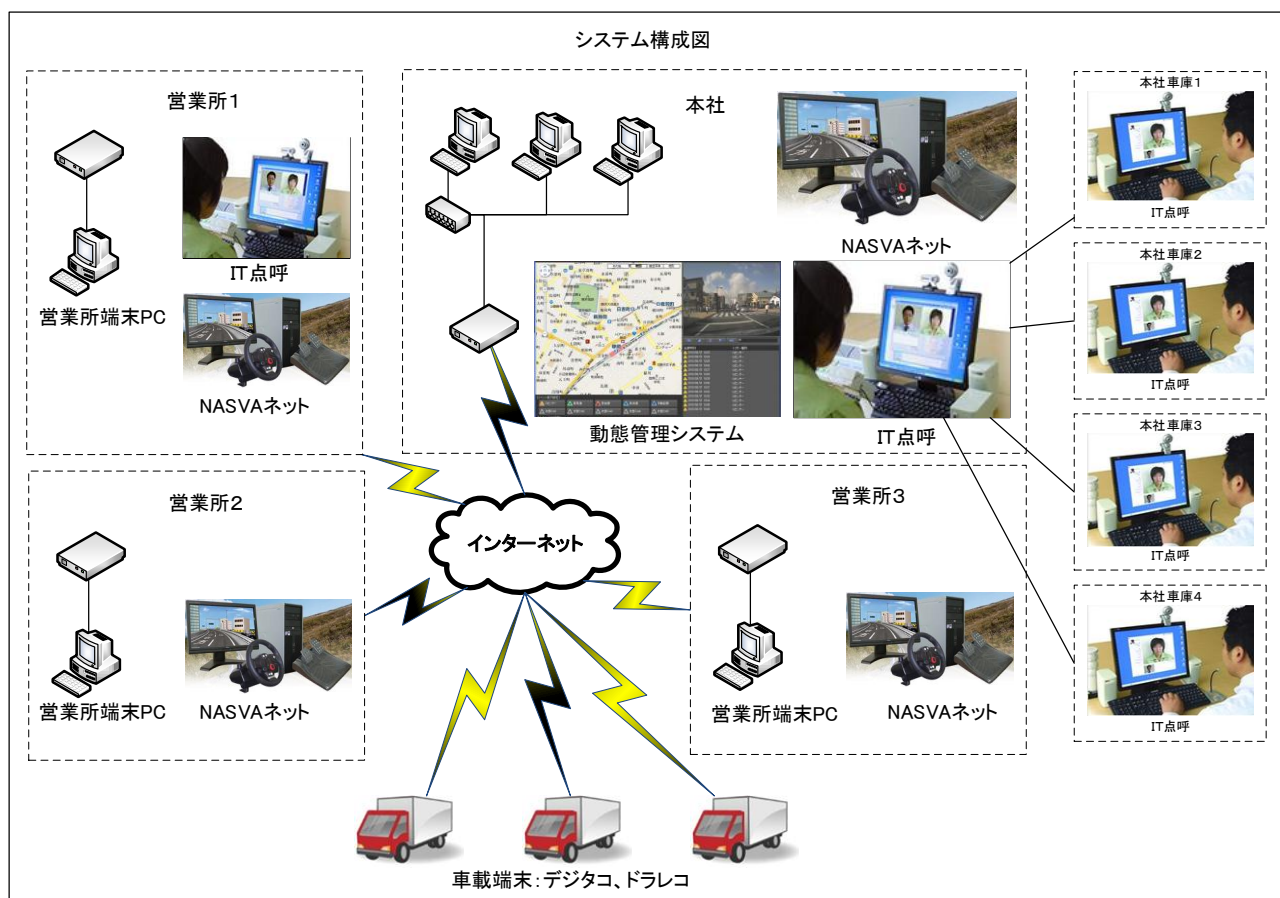 システム構成図
営業所1
IT点呼
営業所端末PC
NASVAネット
本社
NASVAネット
動態管理システム
IT点呼
本社車庫1
IT点呼
本社車庫2
IT点呼
本社車庫3
IT点呼
本社車庫4
IT点呼
営業所2
営業所端末PC
NASVAネット
インターネット
営業所3
営業所端末PC
NASVAネット
車載端末：デジタコ、ドラレコ